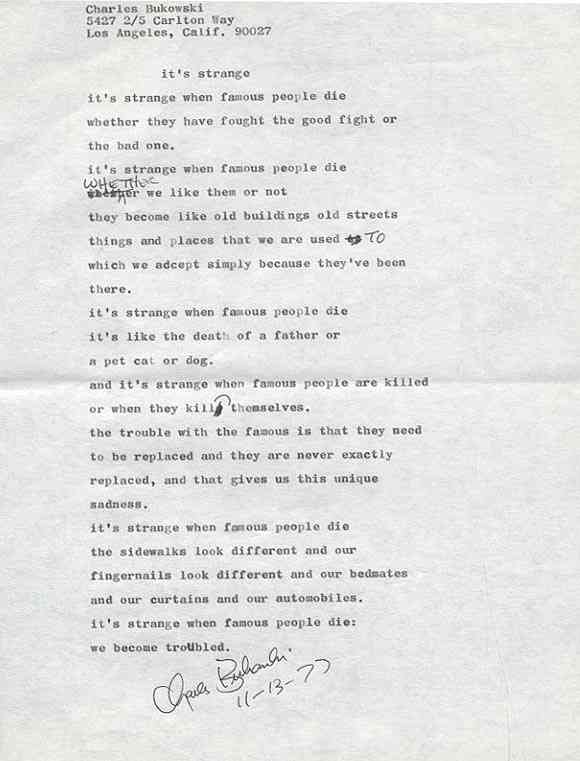 Charles Bukowski
5427 2/5 Carlton Way
Los Angeles, Calif. 90027
it's strange
it's strange when famous people die
whether they have fought the good fight or
the bad one.
it's strange when famous people die
WHETHER we like them or not
they become like old buildings old streets
things and places that we are used TO
which we adcept simply because they've been
there.
it's strange when famous people die
it's like the death of a father or
a pet cat or dog.
and it's strange when famous people are killed
or when they kill themselves.
the trouble with the famous is that they need
to be replaced and they are never exactly
replaced, and that gives us this unique
sadness.
it's strange when famous people die
the sidewalks look different and our
fingernails look different and our bedmates
and our curtains and our automobiles.
it's strange when famous people die:
we become troubled.
Charles Bukowski
11-13-77